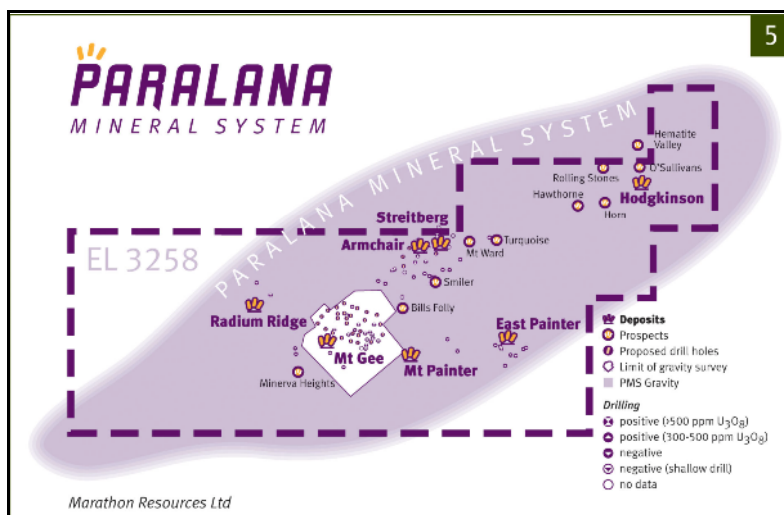 5
PARALANA
MINERAL SYSTEM
PARALANA MINERAL SYSTEM
Hematite
Valley
Rolling Stones
O'Sullivans
Hodgkinson
Hawthorne
Horn
Streitberg
Armchair
Turquoise
Mt Ward
EL 3258
Smiler
Bills Folly
Radium Ridge
East Painter
Mt Gee
Mt Painter
Minerva Heights
Deposits
Prospects
Proposed drill holes
Limit of gravity survey
PMS Gravity
Drilling
positive (>500 ppm U₃O₈)
positive (300-500 ppm U₃O₈)
negative
negative (shallow drill)
no data
Marathon Resources Ltd